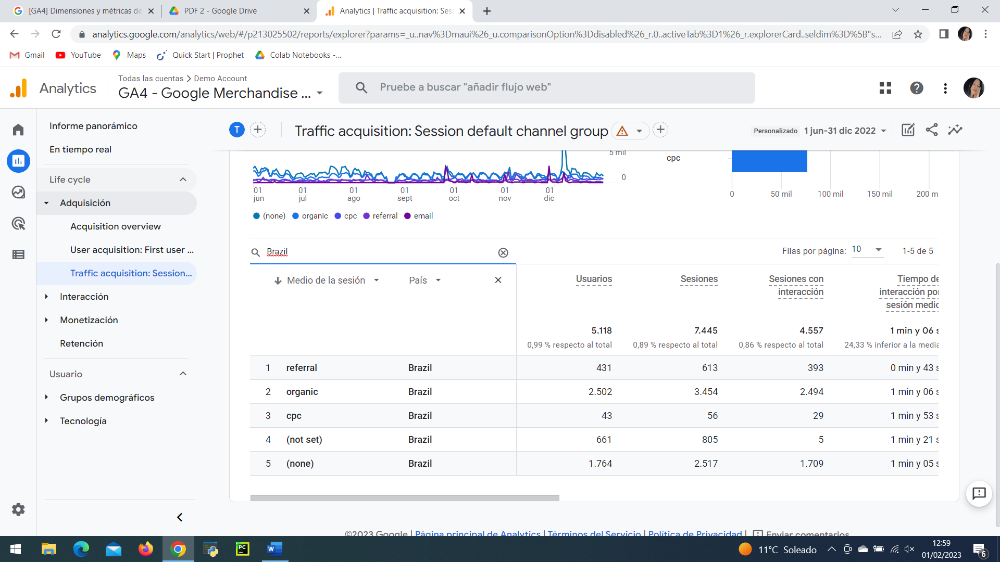 [GA4] Dimensiones y métricas de
PDF 2 - Google Drive
Analytics | Traffic acquisition: Ses
analytics.google.com/analytics/web/#/p213025502/reports/explorer?params=_u..nav%3Dmaui%26_u.comparisonOption%3Ddisabled%26_r.0..activeTab%3D1%26_r.explorerCard..seldim%3D%5B"s...
Gmail
YouTube
Maps
Quick Start | Prophet
Colab Notebooks -...
Analytics
Todas las cuentas > Demo Account
GA4 - Google Merchandise ...
Pruebe a buscar "añadir flujo web"
Informe panorámico
En tiempo real
Life cycle
Adquisición
Acquisition overview
User acquisition: First user ...
Traffic acquisition: Session...
Interacción
Monetización
Retención
Usuario
Grupos demográficos
Tecnología
T
Traffic acquisition: Session default channel group
Personalizado 1 jun-31 dic 2022
5 mil
0
01 jun
01 jul
01 ago
01 sept
01 oct
01 nov
01 dic
(none) organic cpc referral email
cpc
0 50 mil 100 mil 150 mil 200 m
Brazil
Filas por página: 10 1-5 de 5
Medio de la sesión País
Usuarios
Sesiones
Sesiones con
interacción
Tiempo de
interacción por
sesión medio
5.118 7.445 4.557 1 min y 06 s
0,99 % respecto al total 0,89 % respecto al total 0,86 % respecto al total 24,33 % inferior a la media
1 referral Brazil 431 613 393 0 min y 43 s
2 organic Brazil 2.502 3.454 2.494 1 min y 06 s
3 cpc Brazil 43 56 29 1 min y 53 s
4 (not set) Brazil 661 805 5 1 min y 21 s
5 (none) Brazil 1.764 2.517 1.709 1 min y 05 s
©2023 Google | Página principal de Analytics | Términos del Servicio | Política de Privacidad | Enviar comentarios
PC
W
11°C Soleado
12:59
01/02/2023
6